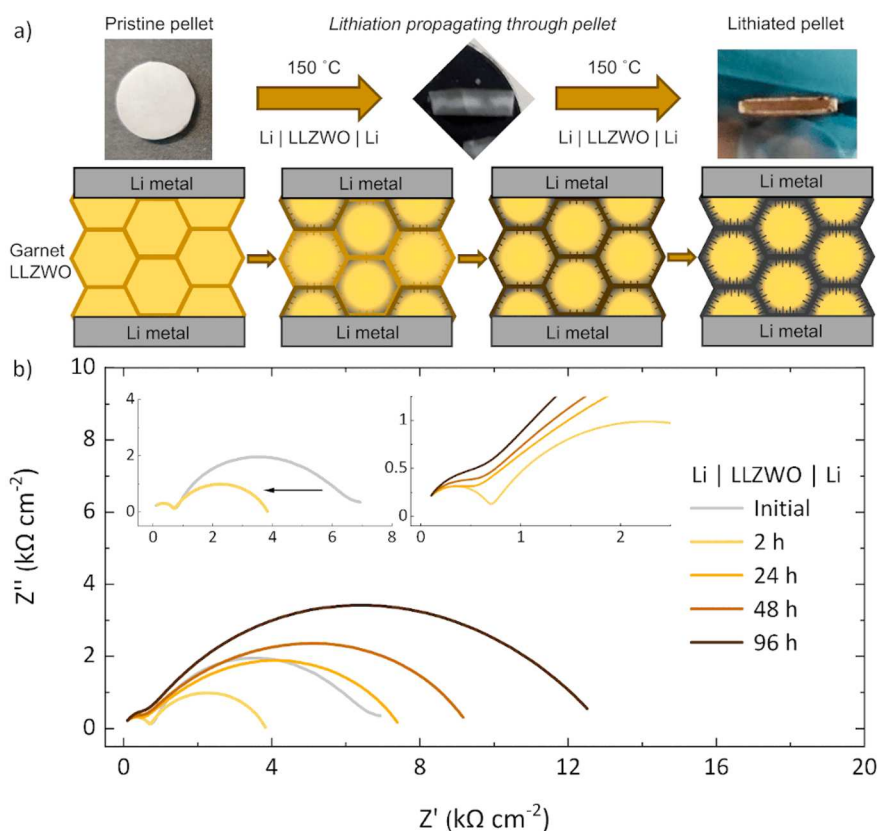 a)
Pristine pellet
Lithiation propagating through pellet
Lithiated pellet
150 ˚C
150 ˚C
Li | LLZWO | Li
Li | LLZWO | Li
Li metal
Li metal
Li metal
Li metal
Garnet
LLZWO
Li metal
Li metal
Li metal
Li metal
b)
10
8
6
4
2
0
Z'' (kΩ cm⁻²)
4
2
0
0
2
4
6
8
1
0.5
0.25
0
0
1
2
Li | LLZWO | Li
Initial
2 h
24 h
48 h
96 h
0
4
8
12
16
20
Z' (kΩ cm⁻²)